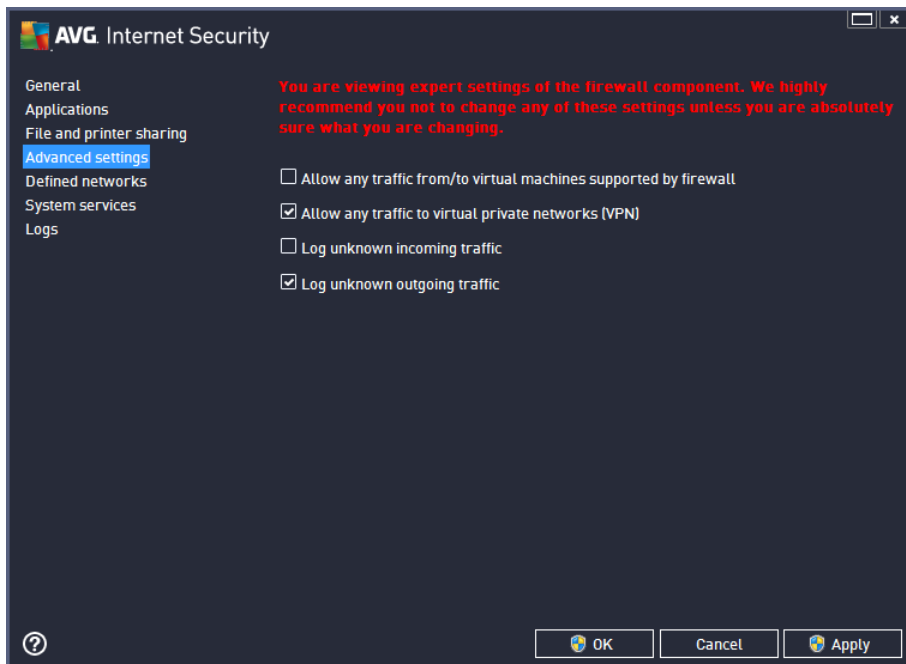 AVG. Internet Security
General
Applications
File and printer sharing
Advanced settings
Defined networks
System services
Logs
You are viewing expert settings of the firewall component. We highly
recommend you not to change any of these settings unless you are absolutely
sure what you are changing.
Allow any traffic from/to virtual machines supported by firewall
Allow any traffic to virtual private networks (VPN)
Log unknown incoming traffic
Log unknown outgoing traffic
?
OK
Cancel
Apply